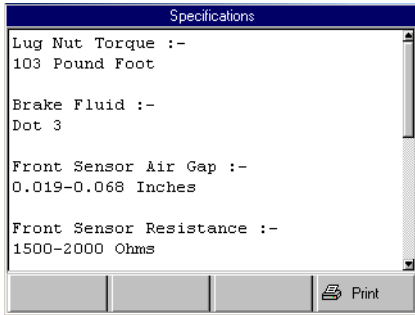 Specifications
Lug Nut Torque :-
103 Pound Foot
Brake Fluid :-
Dot 3
Front Sensor Air Gap :-
0.019-0.068 Inches
Front Sensor Resistance :-
1500-2000 Ohms
Print